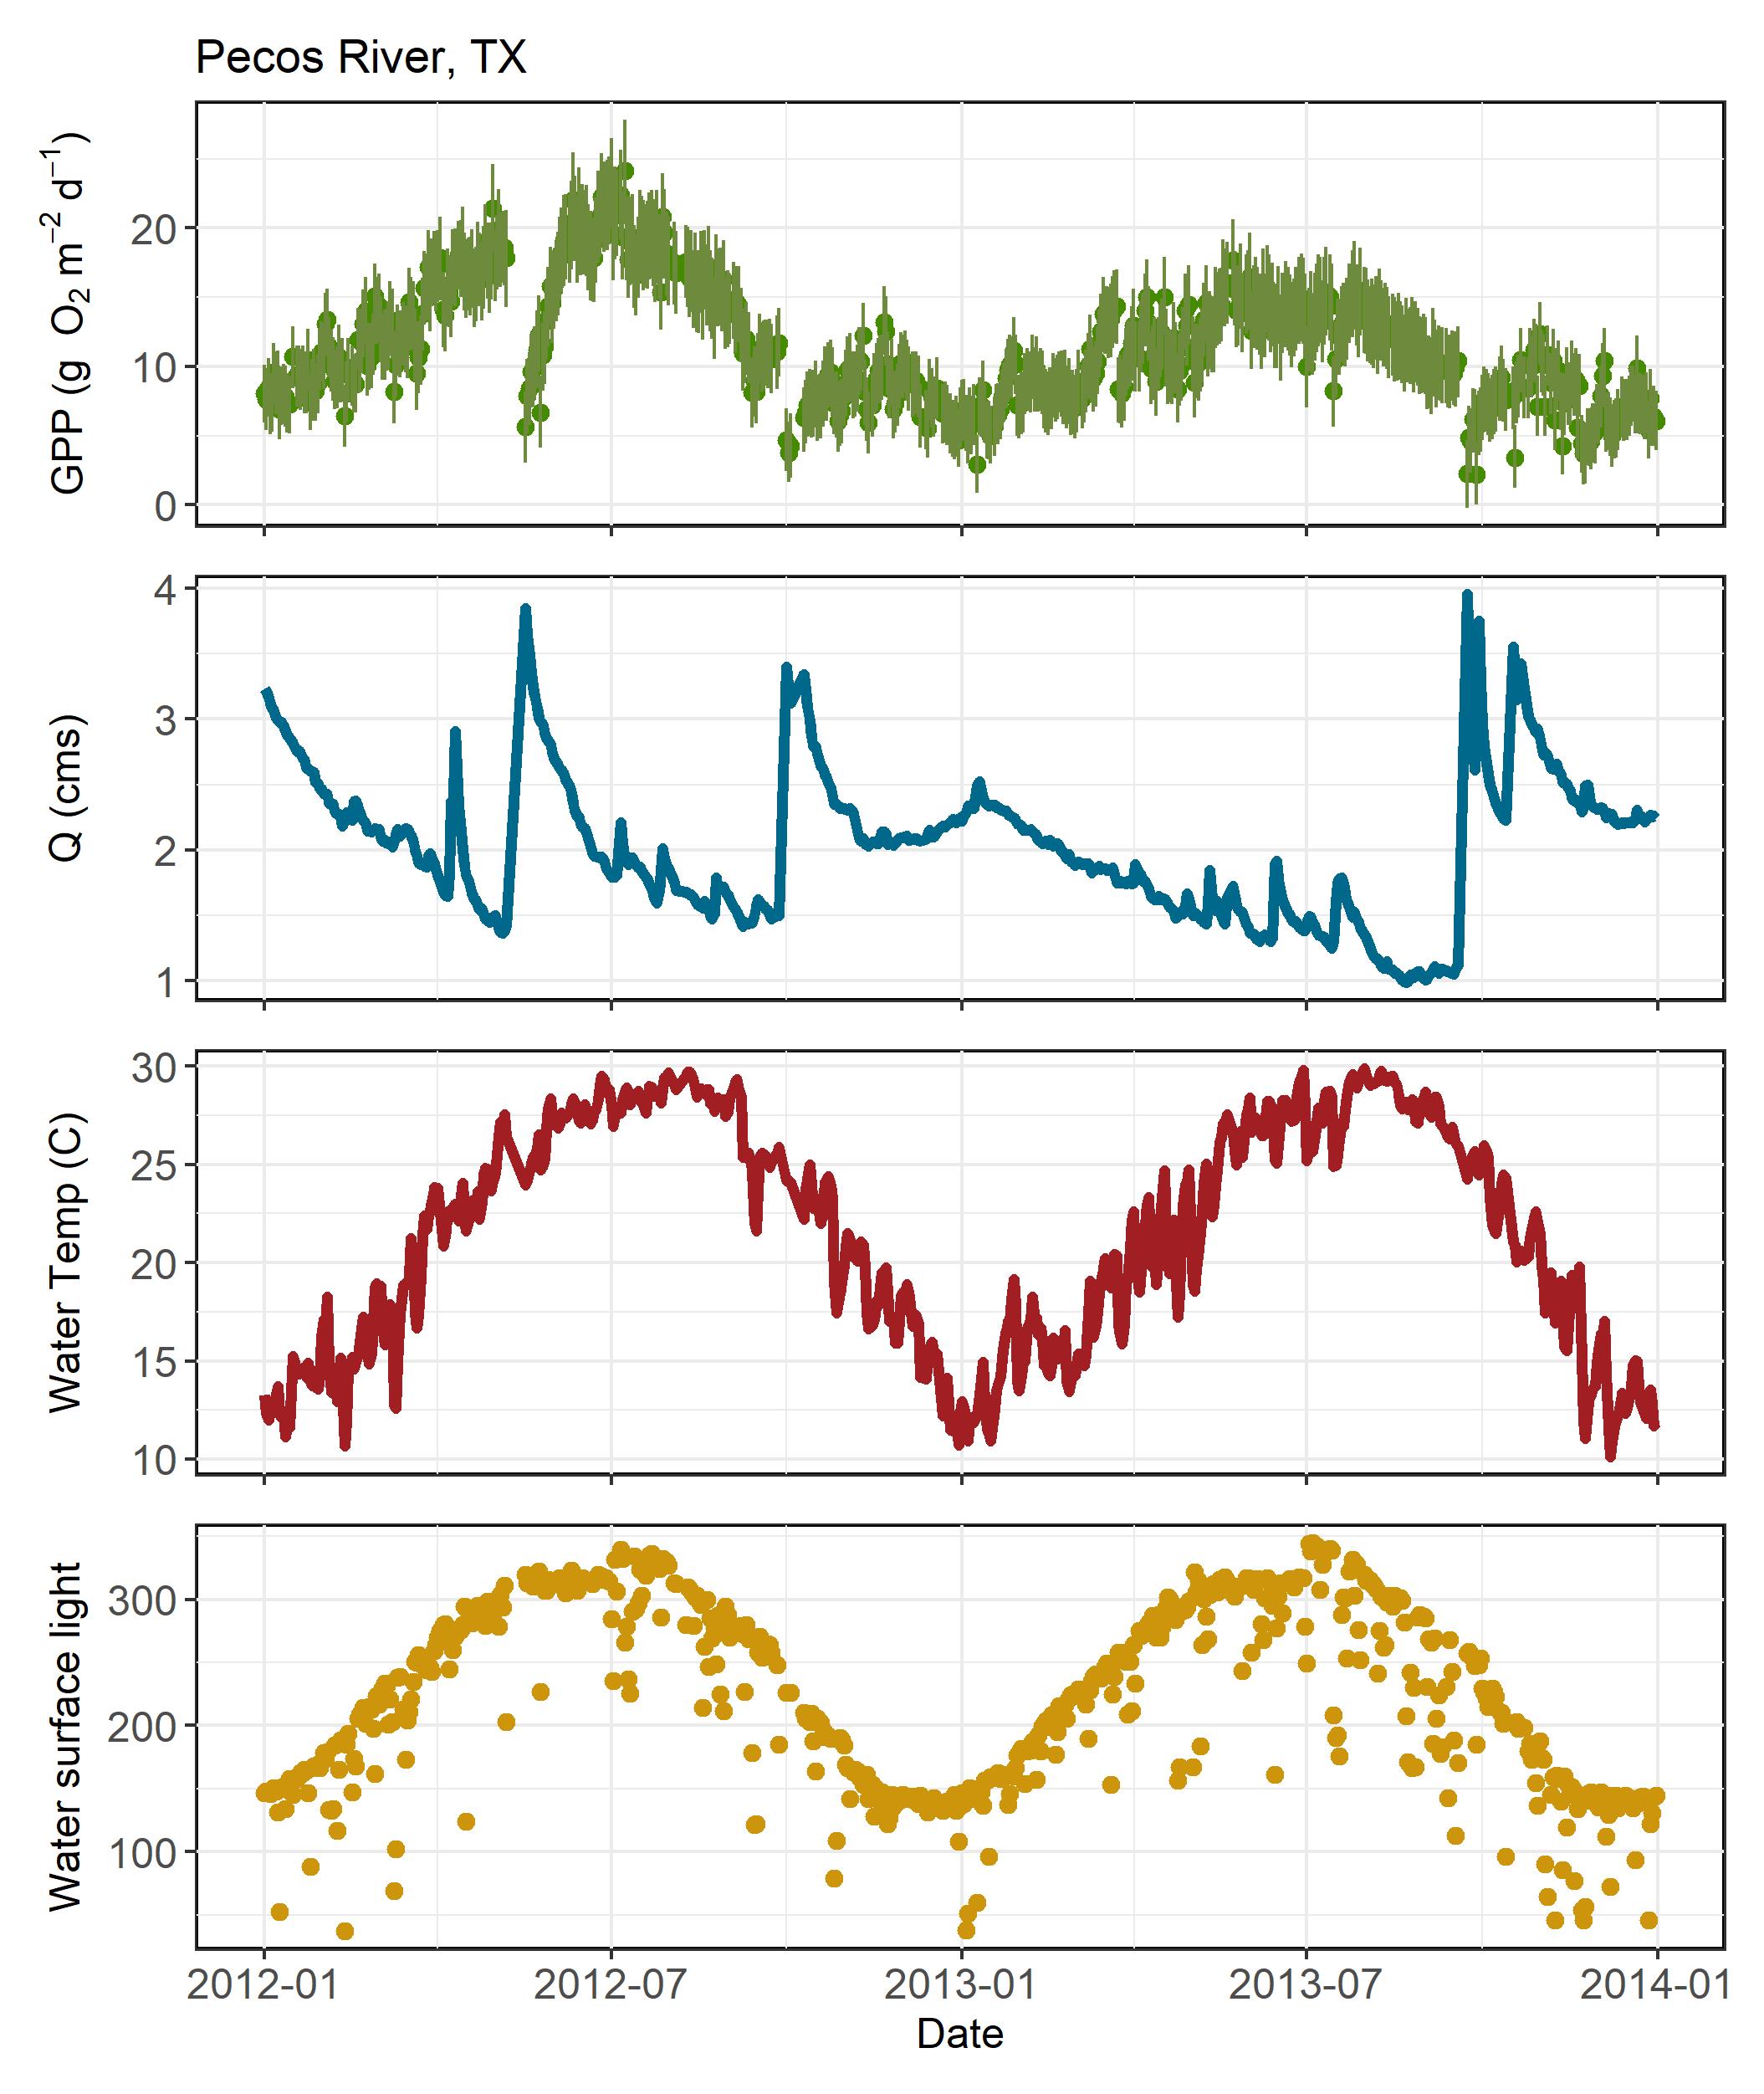 Pecos River, TX
GPP (g O₂ m⁻² d⁻¹)
20
10
0
Q (cms)
4
3
2
1
Water Temp (C)
30
25
20
15
10
Water surface light
300
200
100
2012-01 2012-07 2013-01 2013-07 2014-01
Date